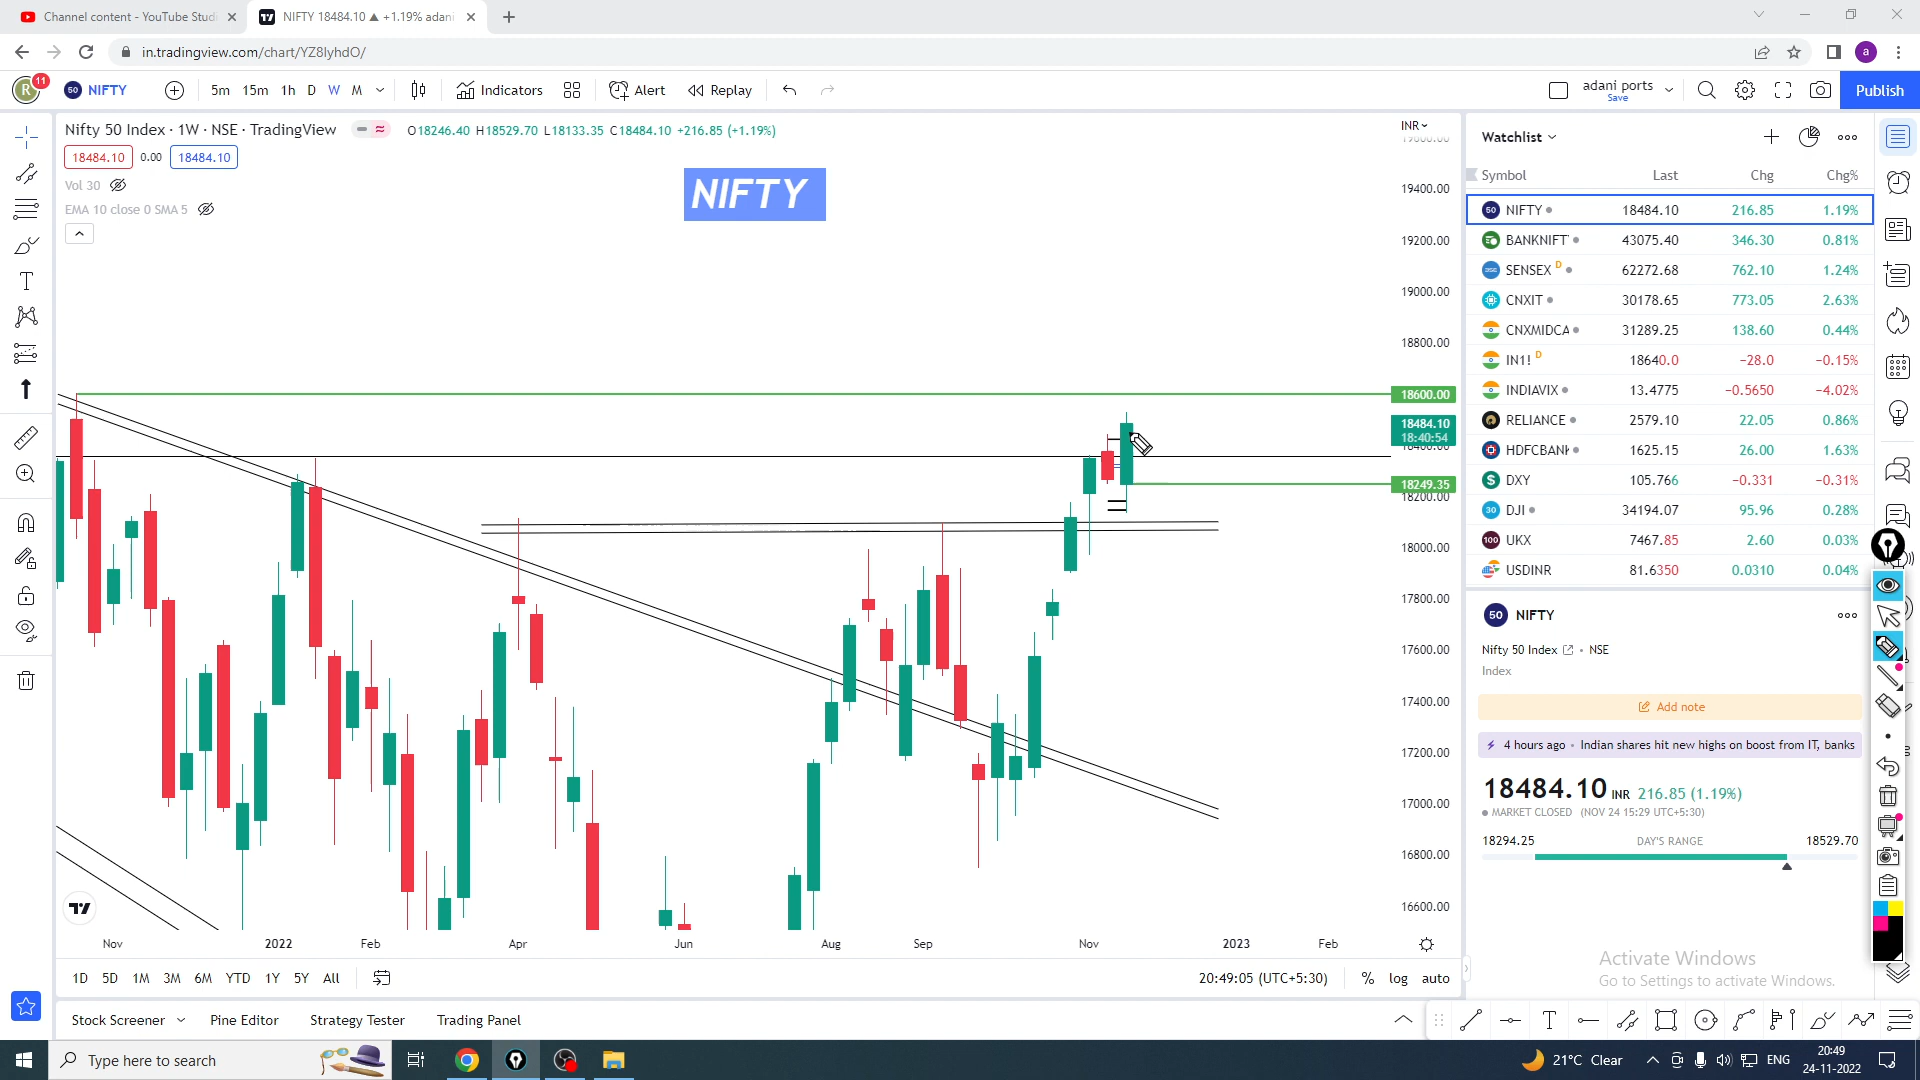 Channel content - YouTube Studi
NIFTY 18484.10 ▲ +1.19% adani
in.tradingview.com/chart/YZ8IyhdO/
a
R 11
50 NIFTY 5m 15m 1h D W M Indicators Alert Replay
adani ports
Save
Publish
Nifty 50 Index · 1W · NSE · TradingView O18246.40 H18529.70 L18133.35 C18484.10 +216.85 (+1.19%)
18484.10 0.00 18484.10
Vol 30
EMA 10 close 0 SMA 5
NIFTY
INR
19000.00
19400.00
19200.00
19000.00
18800.00
18600.00
18484.10
18:40:54
18249.35
18200.00
18000.00
17800.00
17600.00
17400.00
17200.00
17000.00
16800.00
16600.00
Nov 2022 Feb Apr Jun Aug Sep Nov 2023 Feb
1D 5D 1M 3M 6M YTD 1Y 5Y All
20:49:05 (UTC+5:30) % log auto
Stock Screener Pine Editor Strategy Tester Trading Panel
Watchlist
Symbol Last Chg Chg%
50 NIFTY 18484.10 216.85 1.19%
BANKNIFT 43075.40 346.30 0.81%
SENSEX D 62272.68 762.10 1.24%
CNXIT 30178.65 773.05 2.63%
CNXMIDCA 31289.25 138.60 0.44%
IN1! D 18640.0 −28.0 −0.15%
INDIAVIX 13.4775 −0.5650 −4.02%
RELIANCE 2579.10 22.05 0.86%
HDFCBANK 1625.15 26.00 1.63%
DXY 105.766 −0.331 −0.31%
30 DJI 34194.07 95.96 0.28%
100 UKX 7467.85 2.60 0.03%
USDINR 81.6350 0.0310 0.04%
50 NIFTY
Nifty 50 Index • NSE
Index
Add note
4 hours ago • Indian shares hit new highs on boost from IT, banks
18484.10 INR 216.85 (1.19%)
MARKET CLOSED (NOV 24 15:29 UTC+5:30)
18294.25 DAY'S RANGE 18529.70
Activate Windows
Go to Settings to activate Windows.
Type here to search
21°C Clear
ENG
20:49
24-11-2022